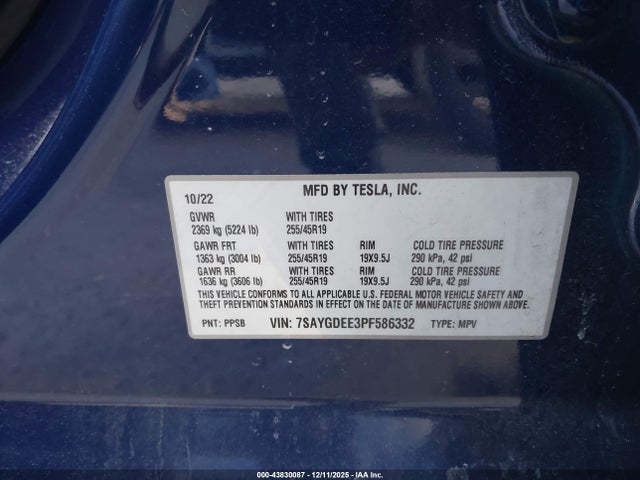 10/22 MFD BY TESLA, INC.
GVWR WITH TIRES
2369 kg (5224 lb) 255/45R19
GAWR FRT WITH TIRES RIM COLD TIRE PRESSURE
1363 kg (3004 lb) 255/45R19 19X9.5J 290 kPa, 42 psi
GAWR RR WITH TIRES RIM COLD TIRE PRESSURE
1636 kg (3606 lb) 255/45R19 19X9.5J 290 kPa, 42 psi
THIS VEHICLE CONFORMS TO ALL APPLICABLE U.S. FEDERAL MOTOR VEHICLE SAFETY AND
THEFT PREVENTION STANDARDS IN EFFECT ON THE DATE OF MANUFACTURE SHOWN ABOVE.
PNT: PPSB VIN: 7SAYGDEE3PF586332 TYPE: MPV
000-43830087 - 12/11/2025 - IAA Inc.